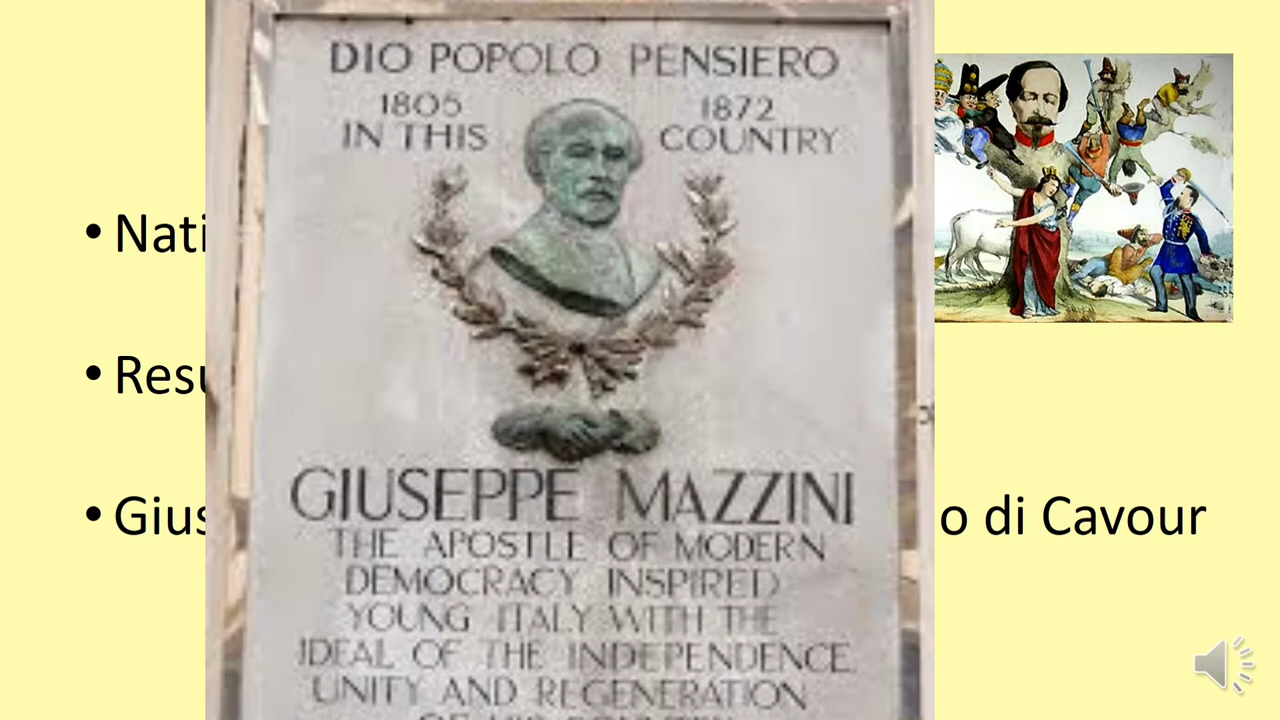 DIO POPOLO PENSIERO
1805 1872
IN THIS COUNTRY
GIUSEPPE MAZZINI
THE APOSTLE OF MODERN
DEMOCRACY INSPIRED
YOUNG ITALY WITH THE
IDEAL OF THE INDEPENDENCE
UNITY AND REGENERATION
• Nati
• Resu
• Gius
o di Cavour